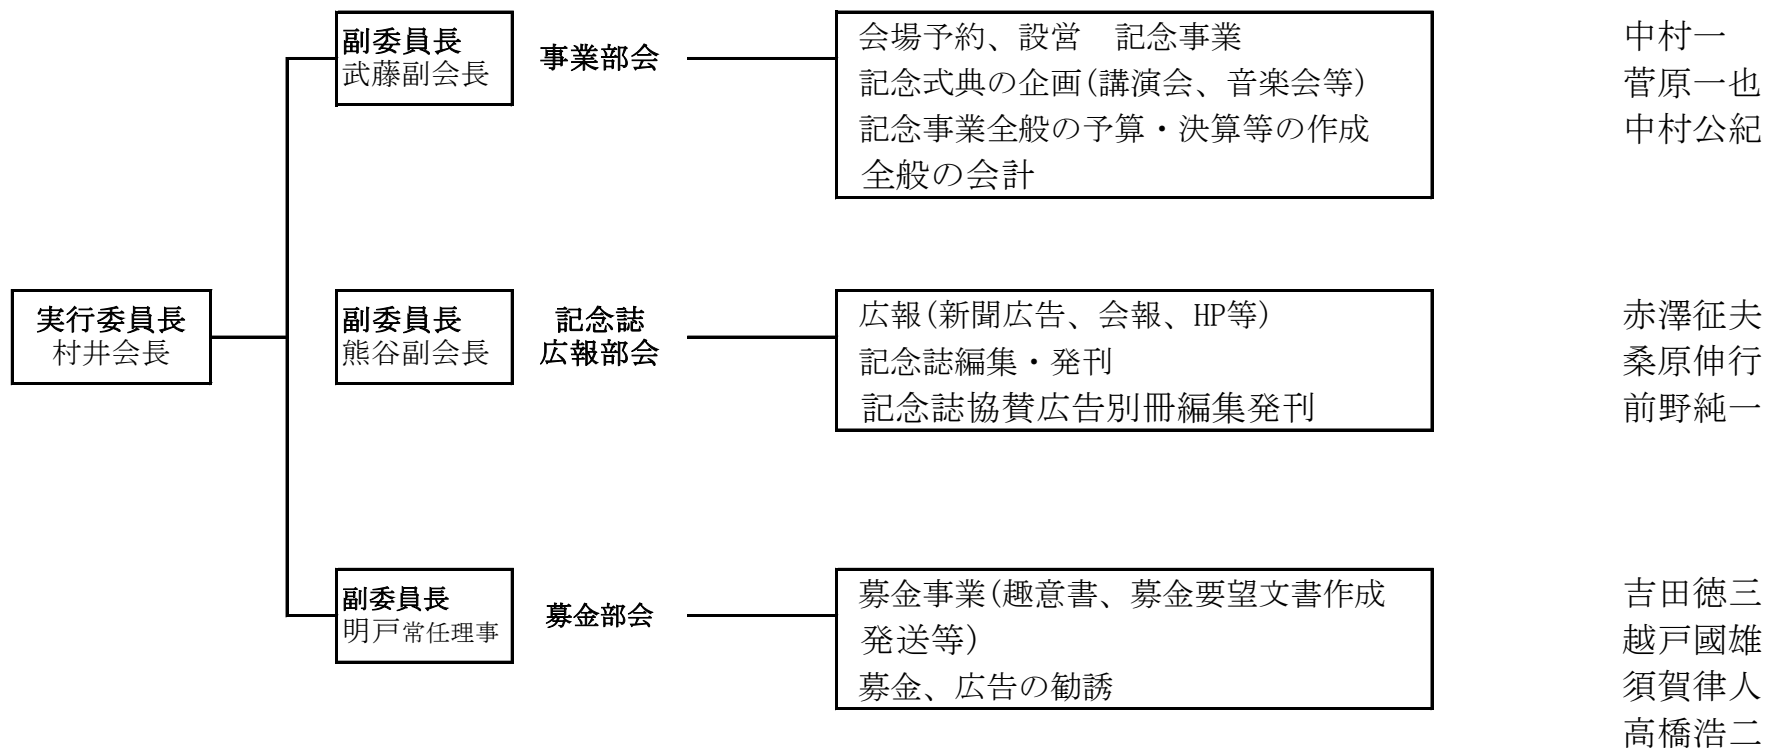 実行委員長
村井会長
副委員長
武藤副会長
事業部会
会場予約、設営　記念事業
記念式典の企画(講演会、音楽会等)
記念事業全般の予算・決算等の作成
全般の会計
中村一
菅原一也
中村公紀
副委員長
熊谷副会長
記念誌
広報部会
広報(新聞広告、会報、HP等)
記念誌編集・発刊
記念誌協賛広告別冊編集発刊
赤澤征夫
桑原伸行
前野純一
副委員長
明戸常任理事
募金部会
募金事業(趣意書、募金要望文書作成
発送等)
募金、広告の勧誘
吉田徳三
越戸國雄
須賀律人
高橋浩二